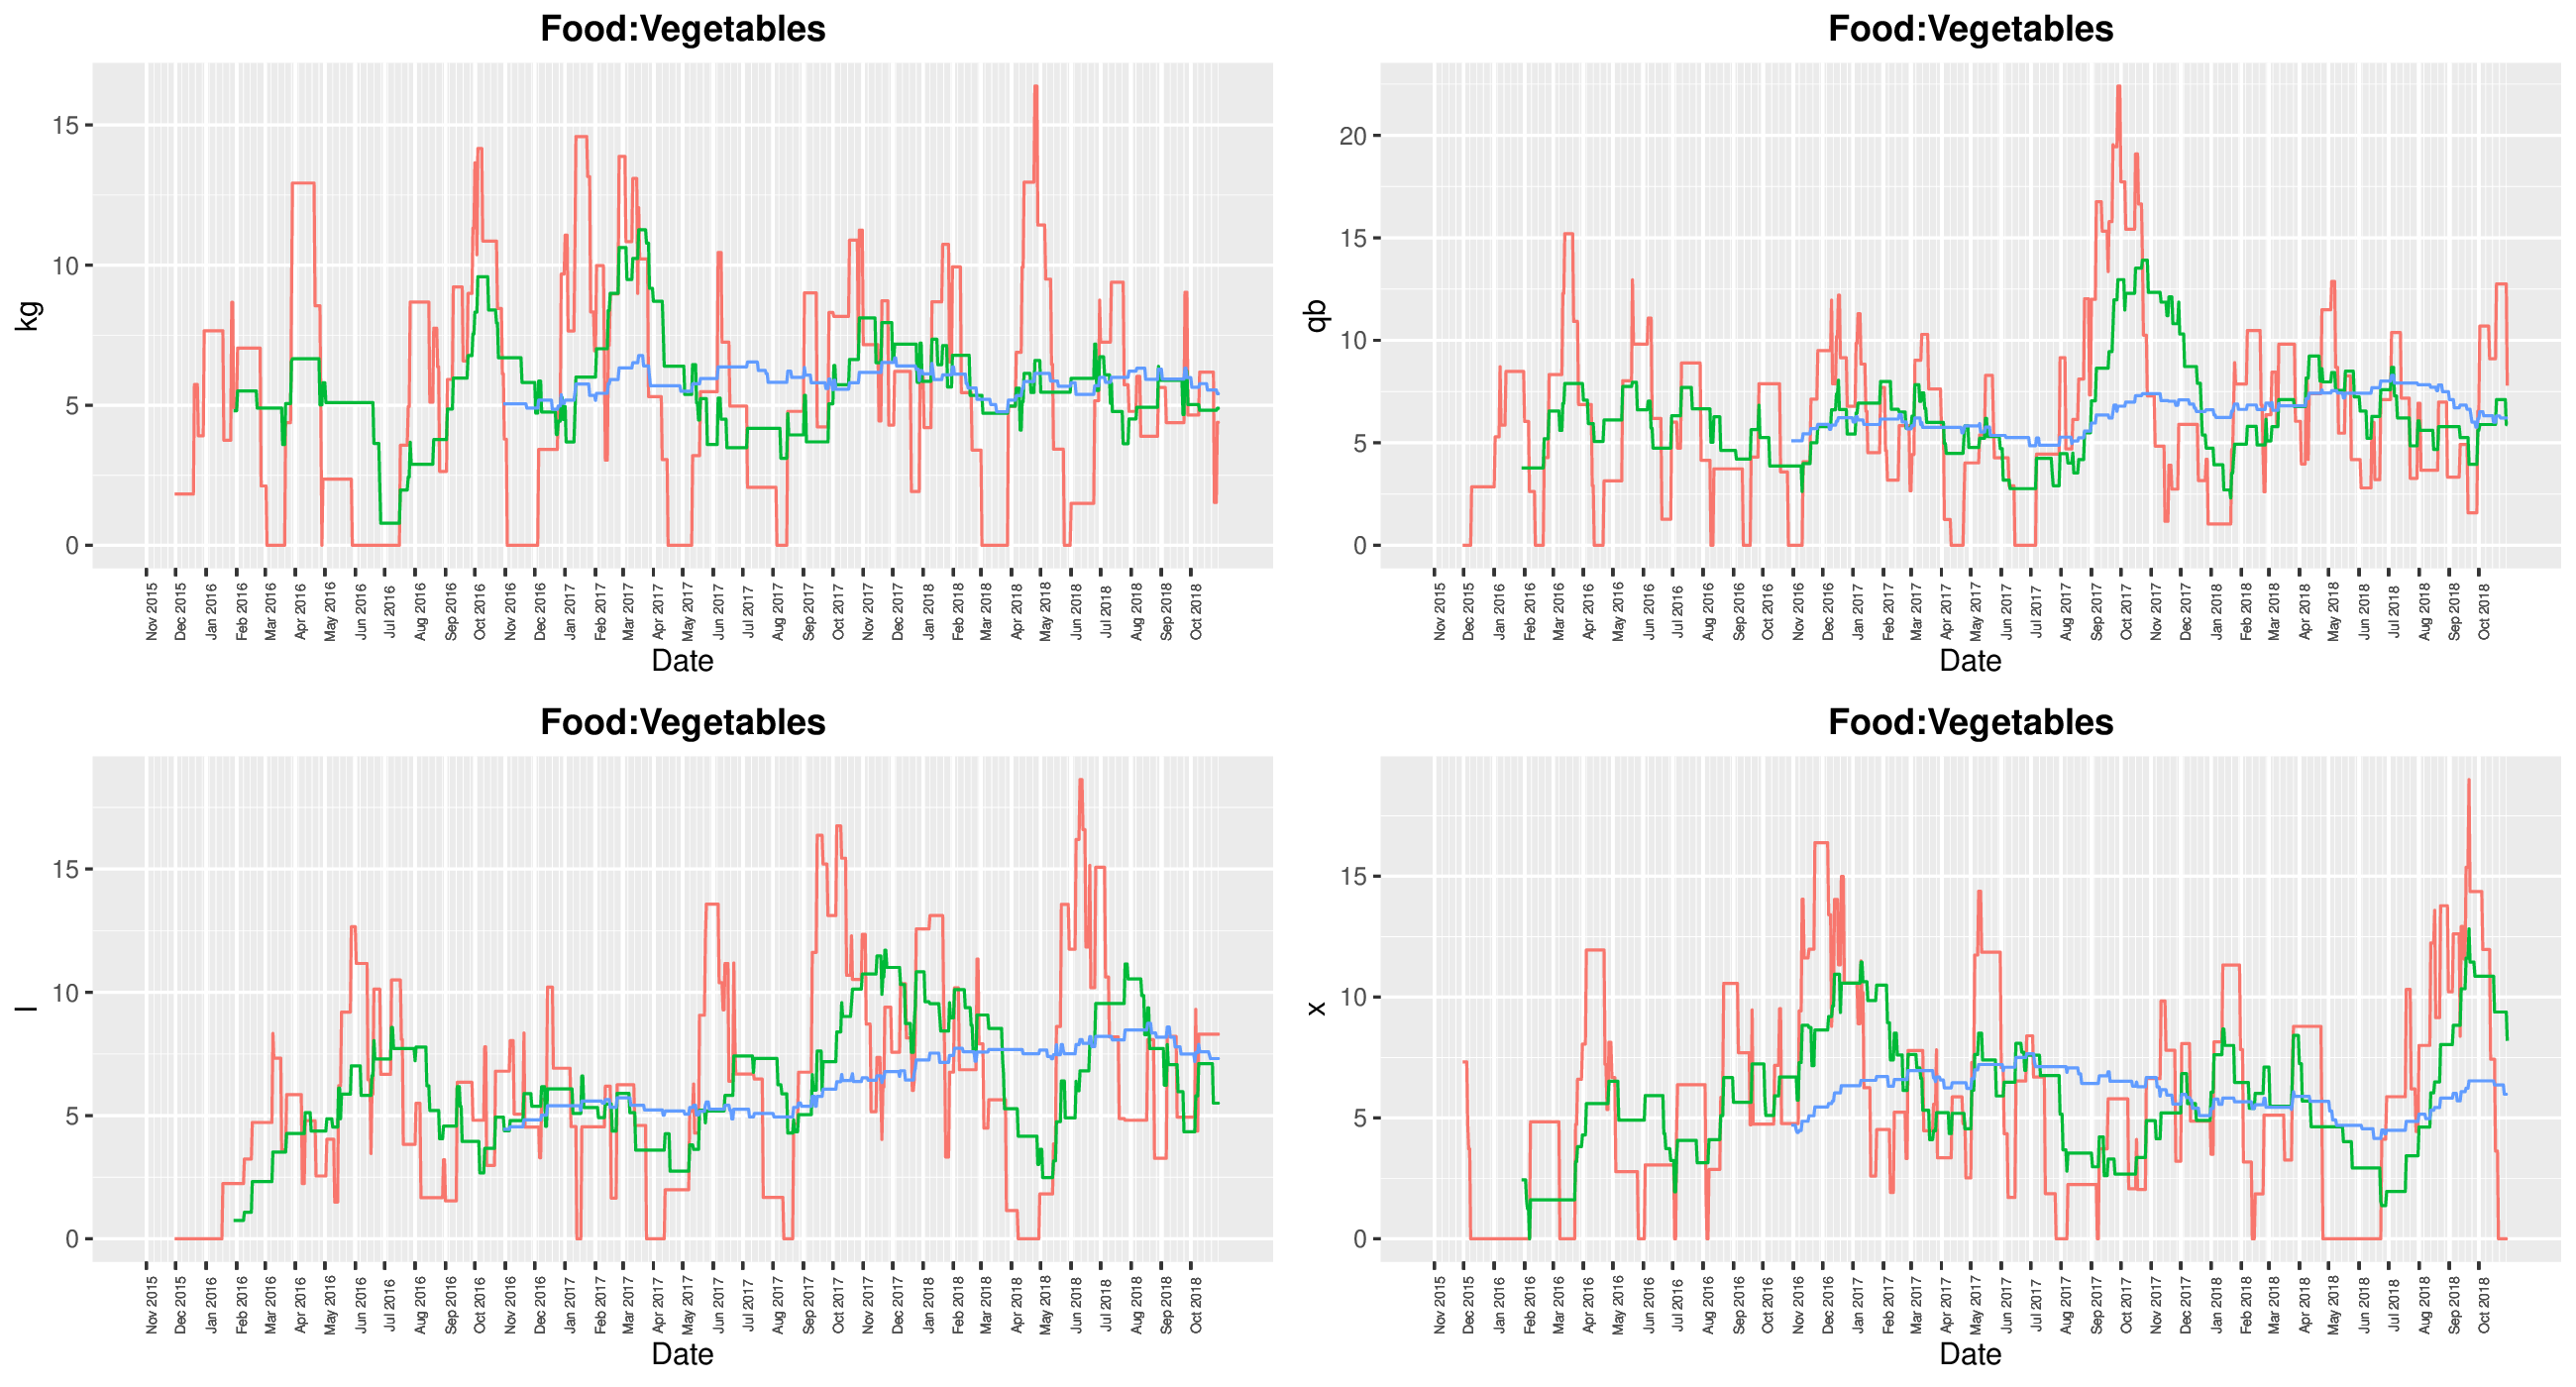 Food:Vegetables
kg
15
10
5
0
Nov 2015 Dec 2015 Jan 2016 Feb 2016 Mar 2016 Apr 2016 May 2016 Jun 2016 Jul 2016 Aug 2016 Sep 2016 Oct 2016 Nov 2016 Dec 2016 Jan 2017 Feb 2017 Mar 2017 Apr 2017 May 2017 Jun 2017 Jul 2017 Aug 2017 Sep 2017 Oct 2017 Nov 2017 Dec 2017 Jan 2018 Feb 2018 Mar 2018 Apr 2018 May 2018 Jun 2018 Jul 2018 Aug 2018 Sep 2018 Oct 2018
Date
Food:Vegetables
qb
20
15
10
5
0
Nov 2015 Dec 2015 Jan 2016 Feb 2016 Mar 2016 Apr 2016 May 2016 Jun 2016 Jul 2016 Aug 2016 Sep 2016 Oct 2016 Nov 2016 Dec 2016 Jan 2017 Feb 2017 Mar 2017 Apr 2017 May 2017 Jun 2017 Jul 2017 Aug 2017 Sep 2017 Oct 2017 Nov 2017 Dec 2017 Jan 2018 Feb 2018 Mar 2018 Apr 2018 May 2018 Jun 2018 Jul 2018 Aug 2018 Sep 2018 Oct 2018
Date
Food:Vegetables
l
15
10
5
0
Nov 2015 Dec 2015 Jan 2016 Feb 2016 Mar 2016 Apr 2016 May 2016 Jun 2016 Jul 2016 Aug 2016 Sep 2016 Oct 2016 Nov 2016 Dec 2016 Jan 2017 Feb 2017 Mar 2017 Apr 2017 May 2017 Jun 2017 Jul 2017 Aug 2017 Sep 2017 Oct 2017 Nov 2017 Dec 2017 Jan 2018 Feb 2018 Mar 2018 Apr 2018 May 2018 Jun 2018 Jul 2018 Aug 2018 Sep 2018 Oct 2018
Date
Food:Vegetables
x
15
10
5
0
Nov 2015 Dec 2015 Jan 2016 Feb 2016 Mar 2016 Apr 2016 May 2016 Jun 2016 Jul 2016 Aug 2016 Sep 2016 Oct 2016 Nov 2016 Dec 2016 Jan 2017 Feb 2017 Mar 2017 Apr 2017 May 2017 Jun 2017 Jul 2017 Aug 2017 Sep 2017 Oct 2017 Nov 2017 Dec 2017 Jan 2018 Feb 2018 Mar 2018 Apr 2018 May 2018 Jun 2018 Jul 2018 Aug 2018 Sep 2018 Oct 2018
Date